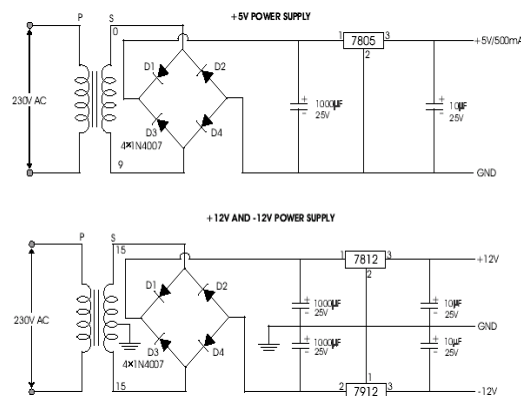 +5V POWER SUPPLY
P S
0
230V AC
D1 D2
D3 D4
4×1N4007
9
1 7805 3
2
+5V/500mA
1000µF
25V
10µF
25V
GND
+12V AND -12V POWER SUPPLY
P S
15
230V AC
D1 D2
D3 D4
4×1N4007
15
1 7812 3
2
+12V
1000µF
25V
10µF
25V
GND
1000µF
25V
10µF
25V
1
2 7912 3
-12V